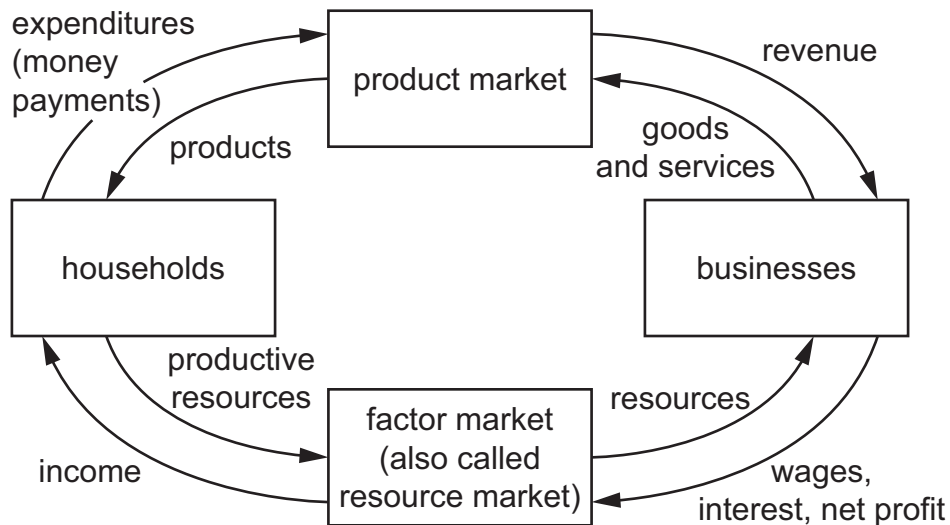 expenditures
(money
payments)
product market
revenue
products
goods
and services
households
businesses
productive
resources
factor market
(also called
resource market)
resources
income
wages,
interest, net profit